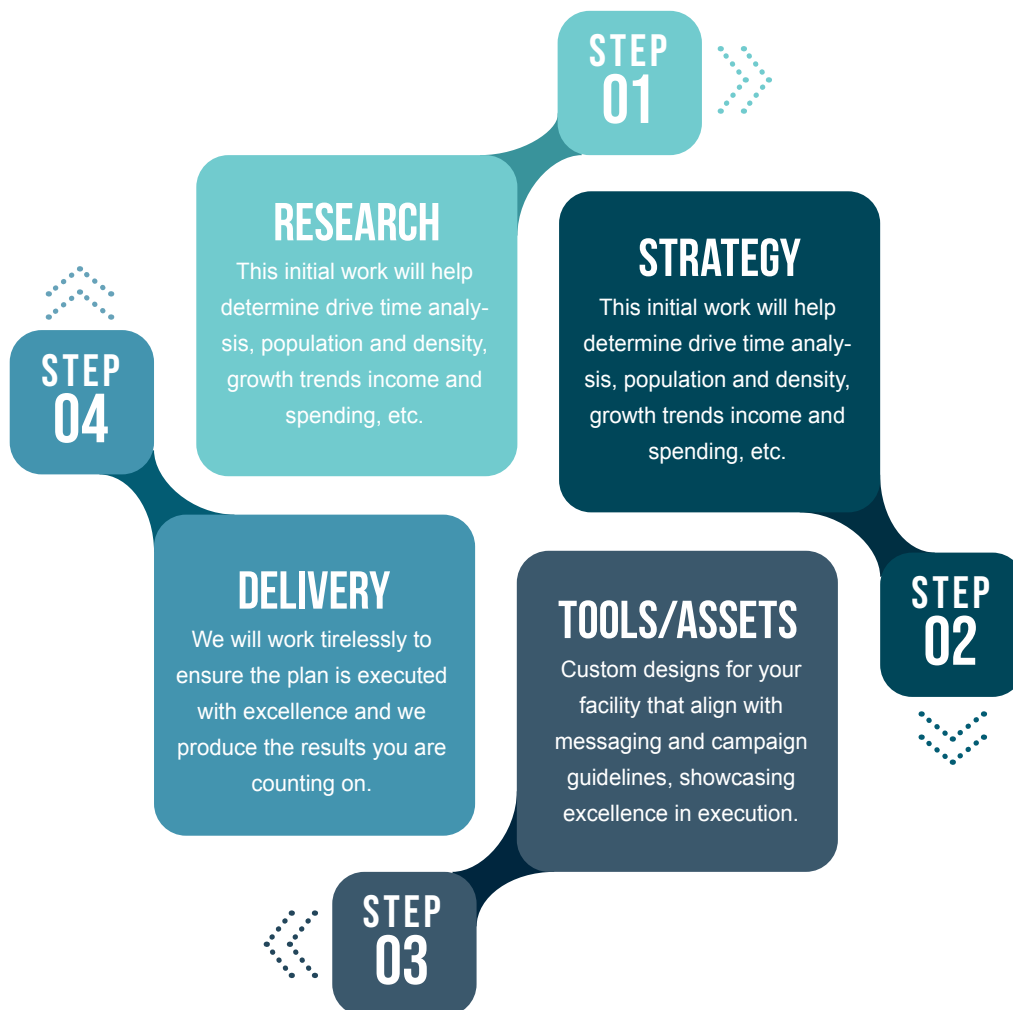 STEP
01
RESEARCH
This initial work will help
determine drive time analy-
sis, population and density,
growth trends income and
spending, etc.
STRATEGY
This initial work will help
determine drive time analy-
sis, population and density,
growth trends income and
spending, etc.
STEP
02
TOOLS/ASSETS
Custom designs for your
facility that align with
messaging and campaign
guidelines, showcasing
excellence in execution.
STEP
03
DELIVERY
We will work tirelessly to
ensure the plan is executed
with excellence and we
produce the results you are
counting on.
STEP
04